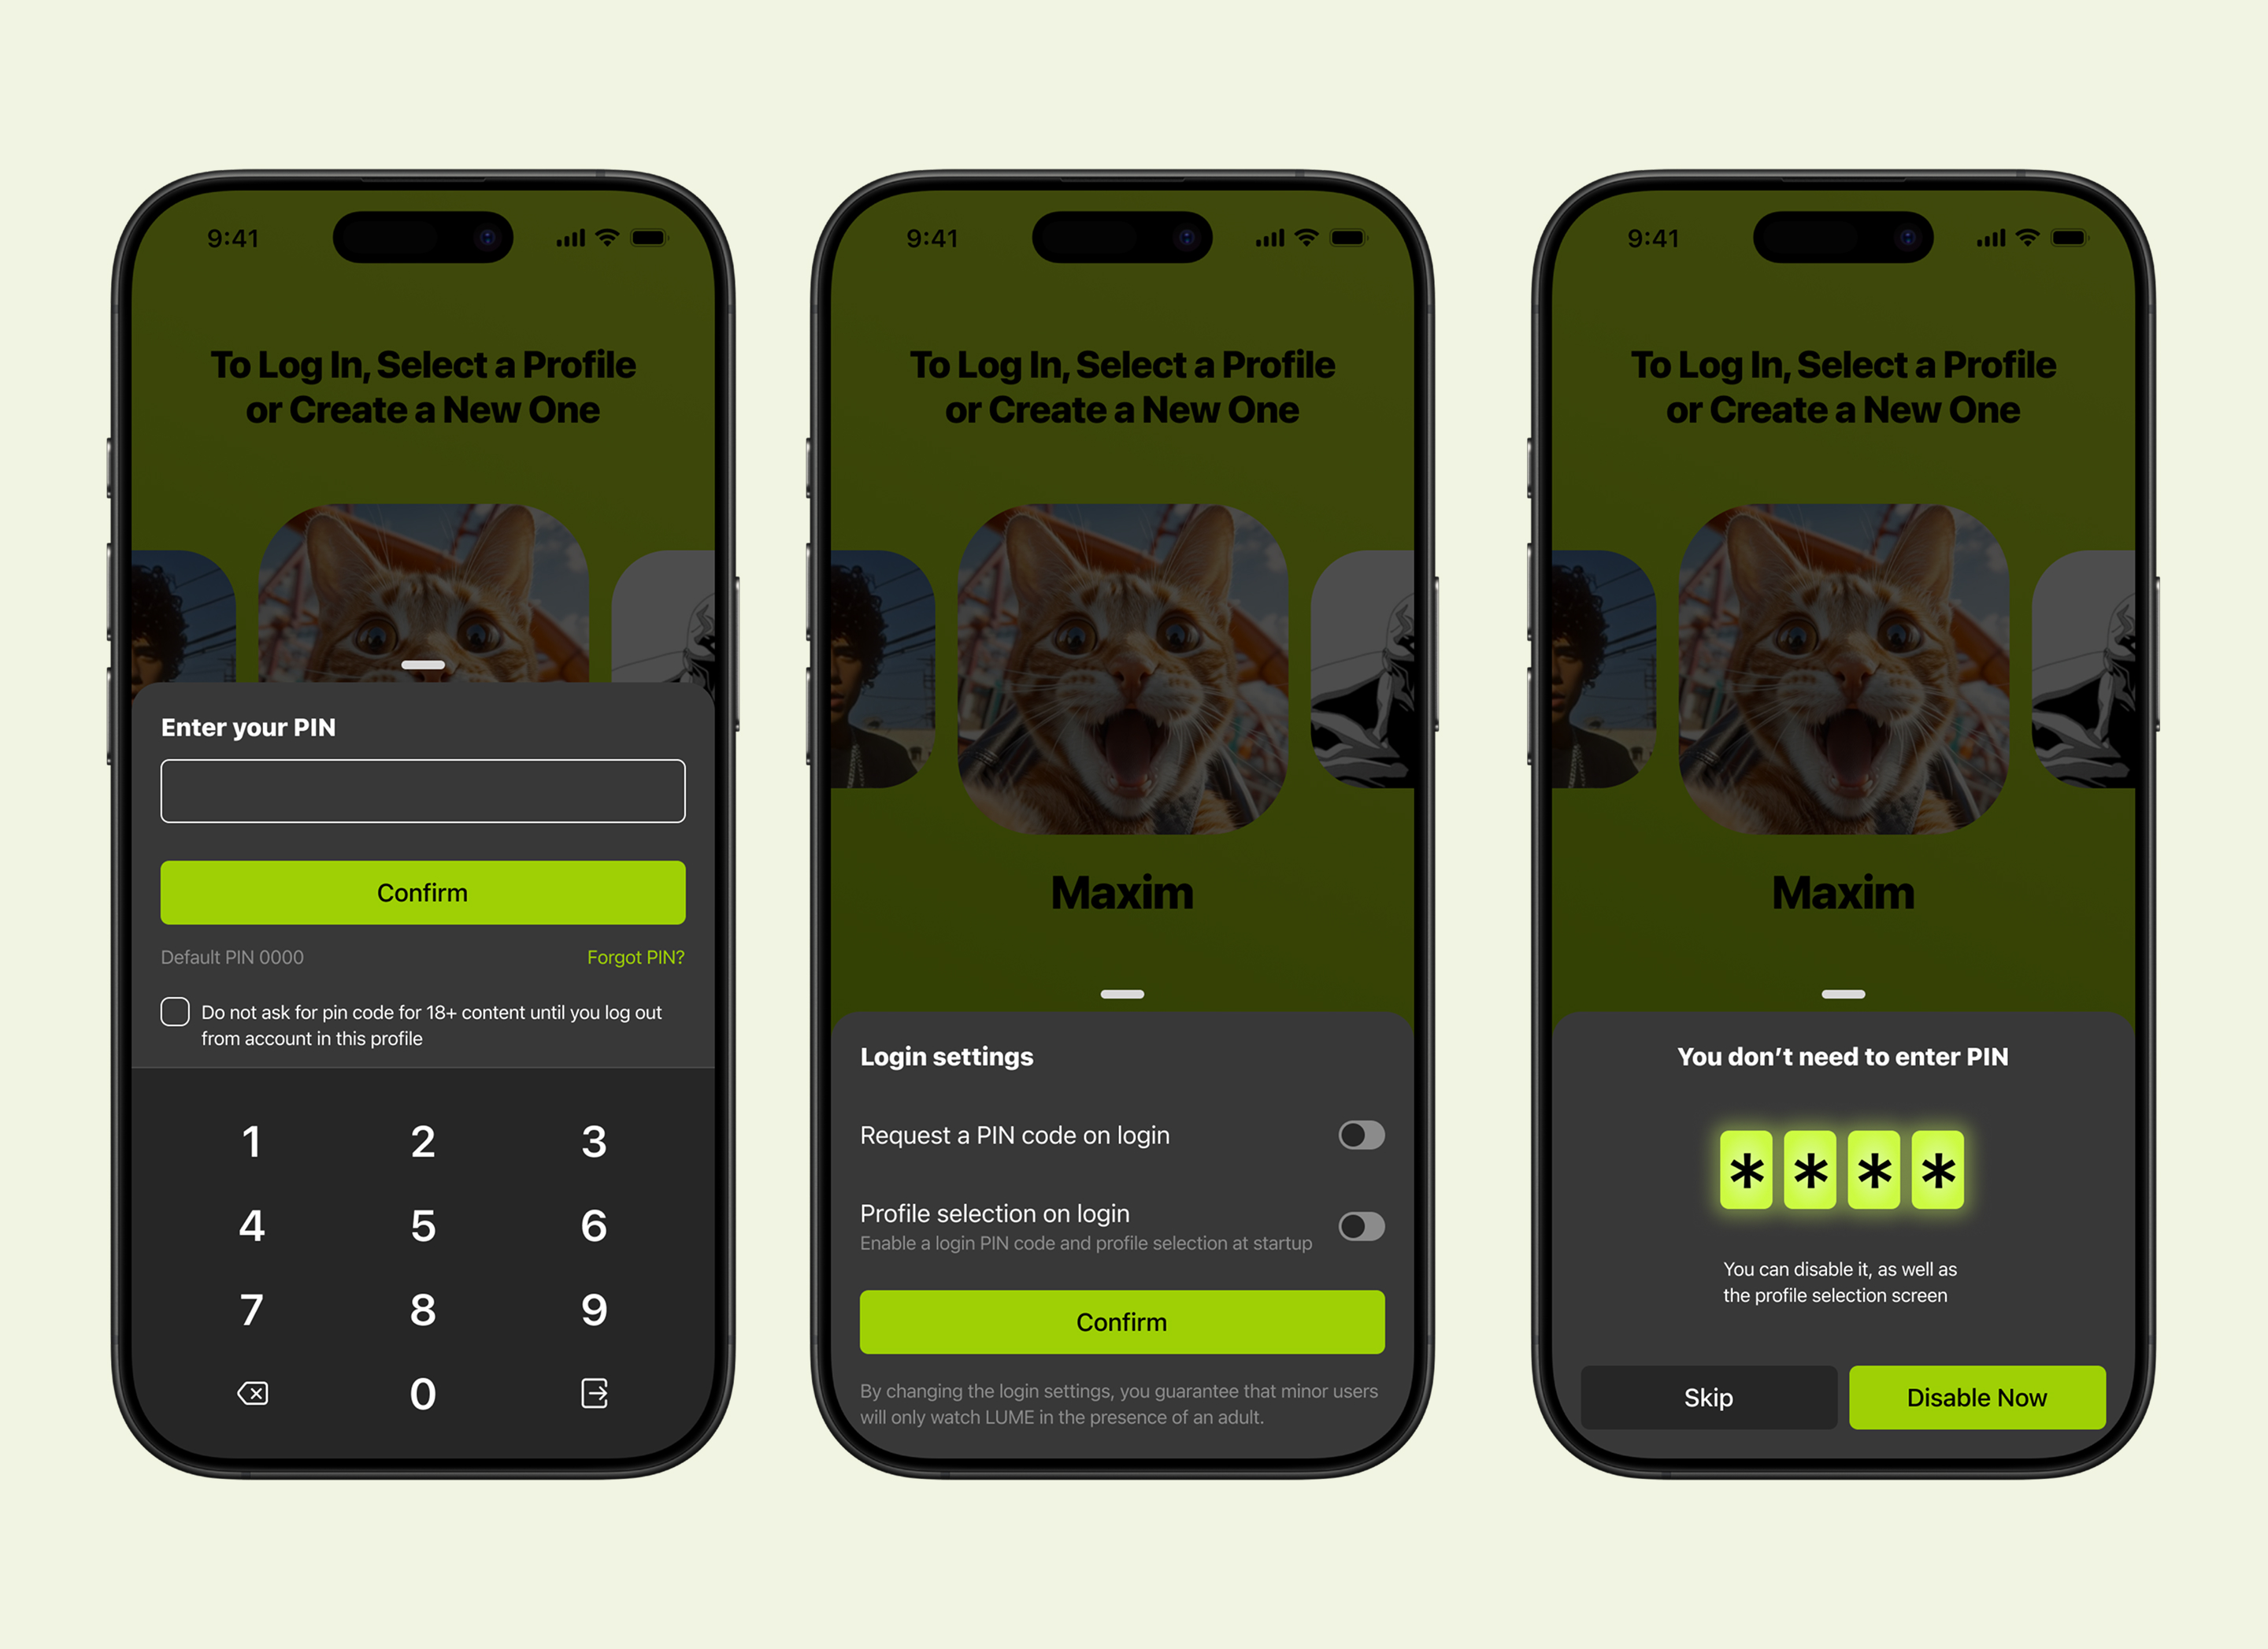 9:41
To Log In, Select a Profile
or Create a New One
Enter your PIN
Confirm
Default PIN 0000
Forgot PIN?
Do not ask for pin code for 18+ content until you log out
from account in this profile
1 2 3
4 5 6
7 8 9
0
9:41
To Log In, Select a Profile
or Create a New One
Maxim
Login settings
Request a PIN code on login
Profile selection on login
Enable a login PIN code and profile selection at startup
Confirm
By changing the login settings, you guarantee that minor users
will only watch LUME in the presence of an adult.
9:41
To Log In, Select a Profile
or Create a New One
Maxim
You don’t need to enter PIN
* * * *
You can disable it, as well as
the profile selection screen
Skip
Disable Now